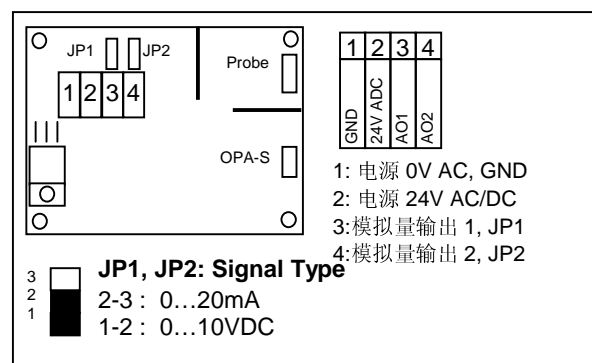 JP1 JP2
1 2 3 4
Probe
OPA-S
1 2 3 4
GND
24V ADC
AO1
AO2
1: 电源 0V AC, GND
2: 电源 24V AC/DC
3:模拟量输出 1, JP1
4:模拟量输出 2, JP2
3
2
1
JP1, JP2: Signal Type
2-3 : 0…20mA
1-2 : 0…10VDC